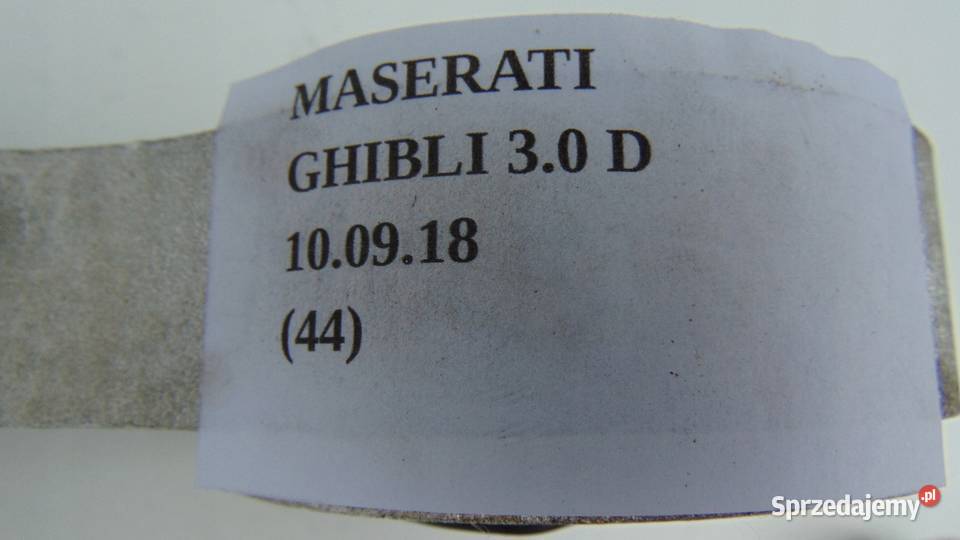 MASERATI
GHIBLI 3.0 D
10.09.18
(44)
Sprzedajemy.pl